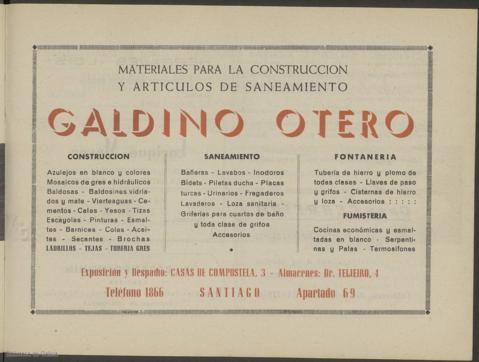 MATERIALES PARA LA CONSTRUCCION
Y ARTICULOS DE SANEAMIENTO
GALDINO OTERO
CONSTRUCCION
Azulejos en blanco y colores
Mosaicos de gres e hidráulicos
Baldosas - Baldosines vidria-
dos y mate - Vierteaguas - Ce-
mentos - Cales - Yesos - Tizas
Escayolas - Pinturas - Esmal-
tes - Barnices - Colas - Acei-
tes - Secantes - Brochas
LADRILLOS - TEJAS - TUBERIA GRES
SANEAMIENTO
Bañeras - Lavabos - Inodoros
Bidets - Piletas ducha - Placas
turcas - Urinarios - Fregaderos
Lavaderos - Loza sanitaria -
Griferías para cuartos de baño
y toda clase de grifos
Accesorios
FONTANERIA
Tubería de hierro y plomo de
todas clases - Llaves de paso
y grifos - Cisternas de hierro
y loza - Accesorios : : : : :
FUMISTERIA
Cocinas económicas y esmal-
tadas en blanco - Serpenti-
nes y Palas - Termosifones
Exposición y Despacho: CASAS DE COMPOSTELA, 3 - Almacenes: Dr. TEIJEIRO, 4
Teléfono 1866 SANTIAGO Apartado 69